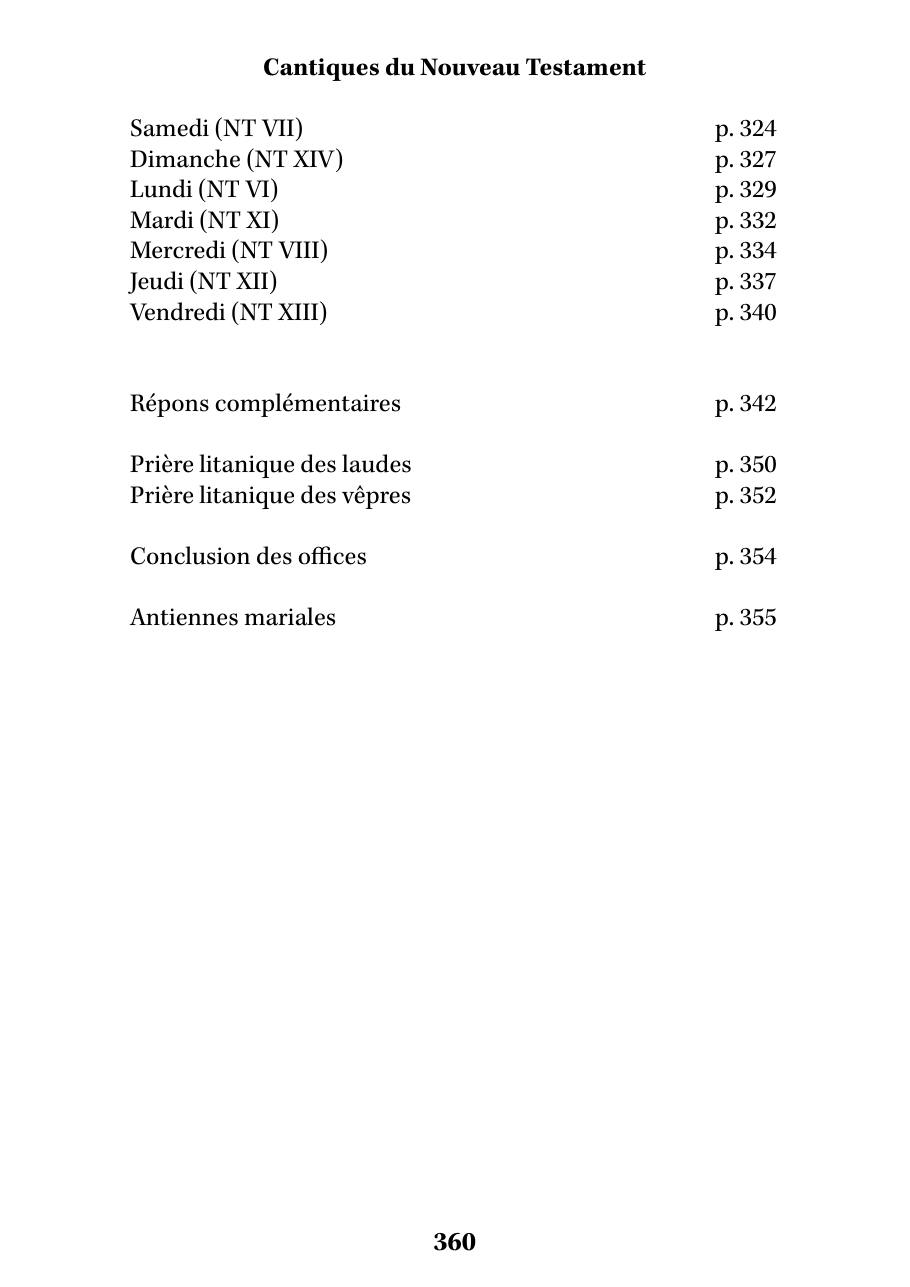 Cantiques du Nouveau Testament
Samedi (NT VII) p. 324
Dimanche (NT XIV) p. 327
Lundi (NT VI) p. 329
Mardi (NT XI) p. 332
Mercredi (NT VIII) p. 334
Jeudi (NT XII) p. 337
Vendredi (NT XIII) p. 340
Répons complémentaires p. 342
Prière litanique des laudes p. 350
Prière litanique des vêpres p. 352
Conclusion des offices p. 354
Antiennes mariales p. 355
360